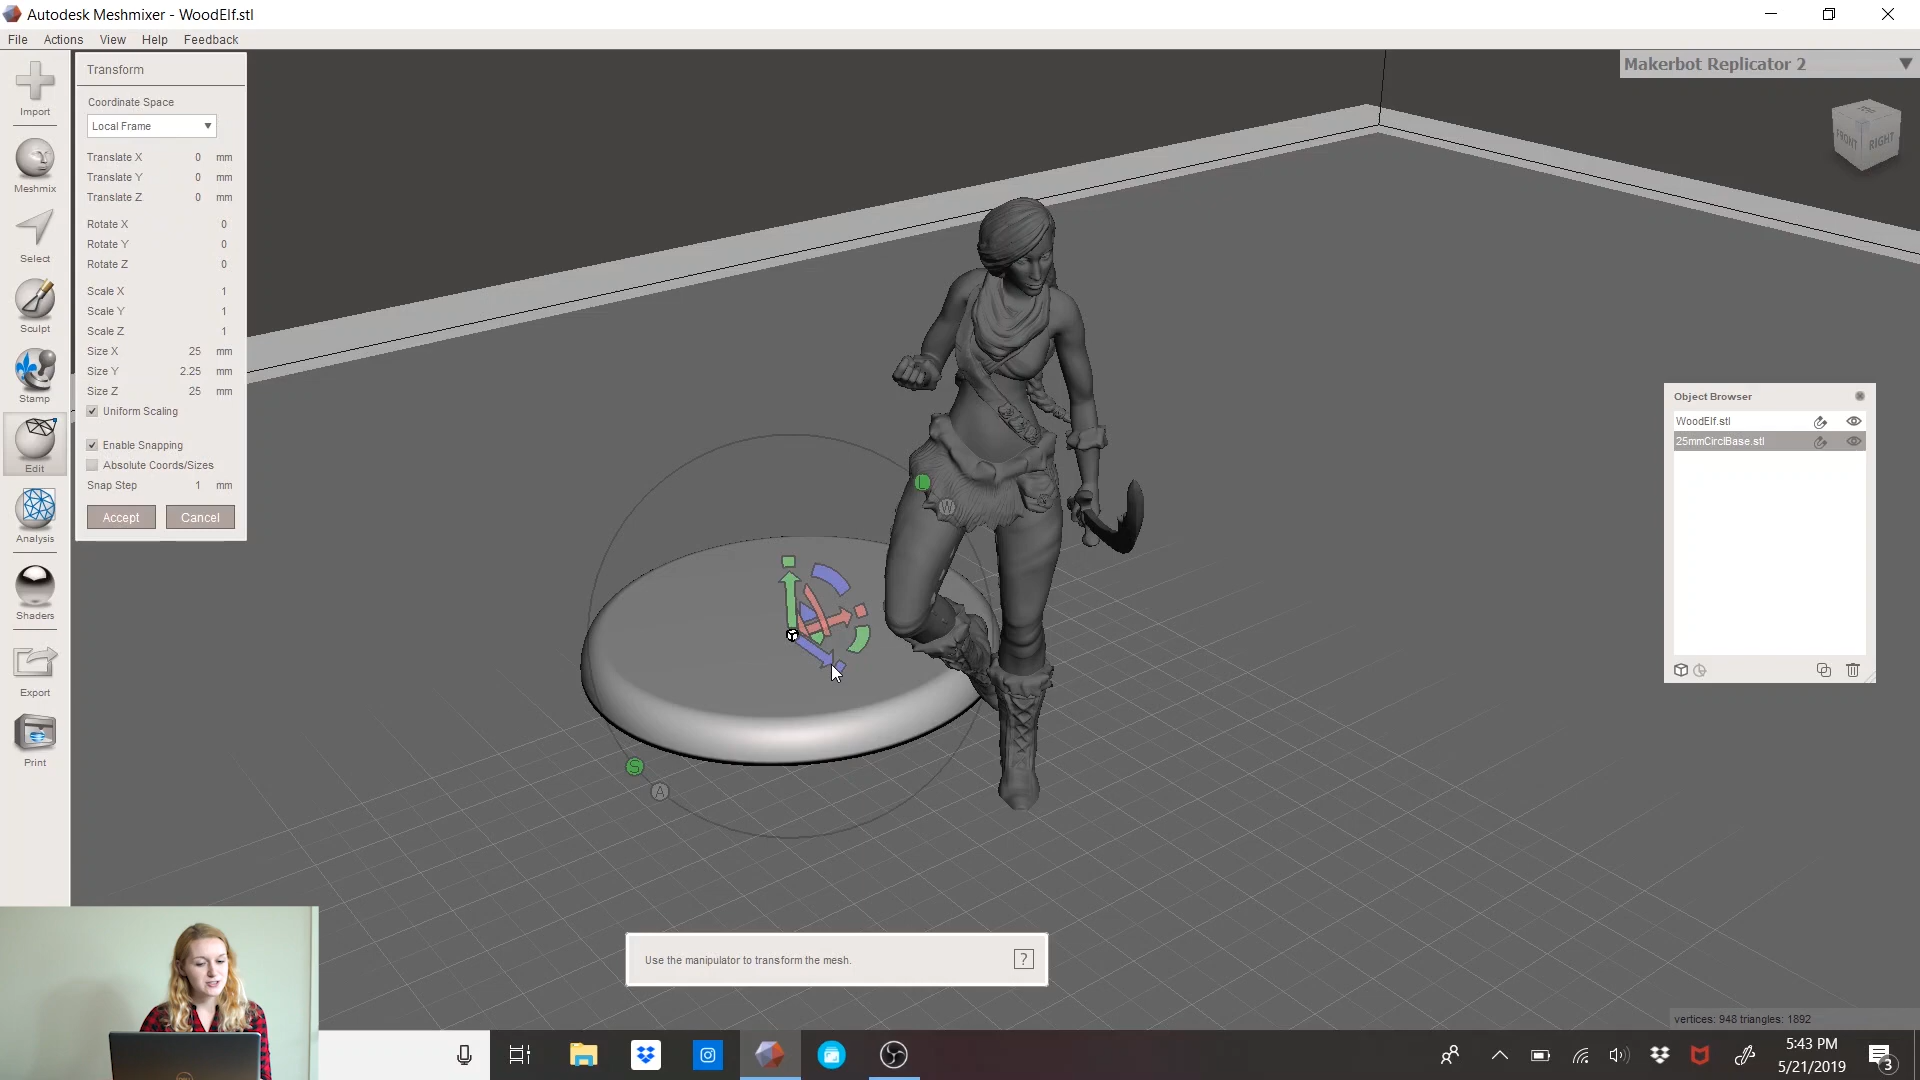 Autodesk Meshmixer - WoodElf.stl
File Actions View Help Feedback
Import
Meshmix
Select
Sculpt
Stamp
Edit
Analysis
Shaders
Export
Print
Transform
Coordinate Space
Local Frame
Translate X 0 mm
Translate Y 0 mm
Translate Z 0 mm
Rotate X 0
Rotate Y 0
Rotate Z 0
Scale X 1
Scale Y 1
Scale Z 1
Size X 25 mm
Size Y 2.25 mm
Size Z 25 mm
Uniform Scaling
Enable Snapping
Absolute Coords/Sizes
Snap Step 1 mm
Accept Cancel
L
W
S
A
Makerbot Replicator 2
TOP
FRONT
RIGHT
Object Browser
WoodElf.stl
25mmCirclBase.stl
Use the manipulator to transform the mesh.
?
vertices: 948 triangles: 1892
5:43 PM
5/21/2019
3